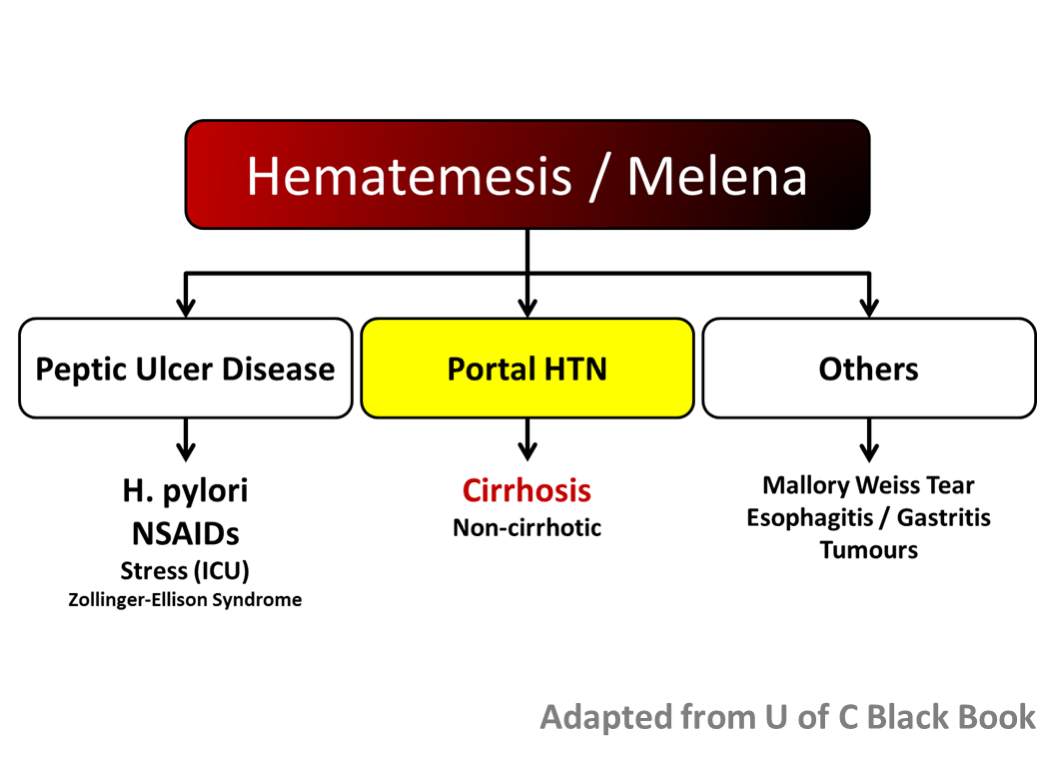 Hematemesis / Melena
Peptic Ulcer Disease
Portal HTN
Others
H. pylori
NSAIDs
Stress (ICU)
Zollinger-Ellison Syndrome
Cirrhosis
Non-cirrhotic
Mallory Weiss Tear
Esophagitis / Gastritis
Tumours
Adapted from U of C Black Book